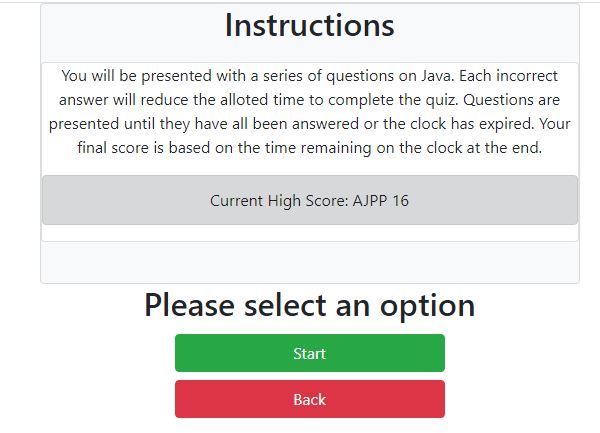 Instructions
You will be presented with a series of questions on Java. Each incorrect
answer will reduce the alloted time to complete the quiz. Questions are
presented until they have all been answered or the clock has expired. Your
final score is based on the time remaining on the clock at the end.
Current High Score: AJPP 16
Please select an option
Start
Back